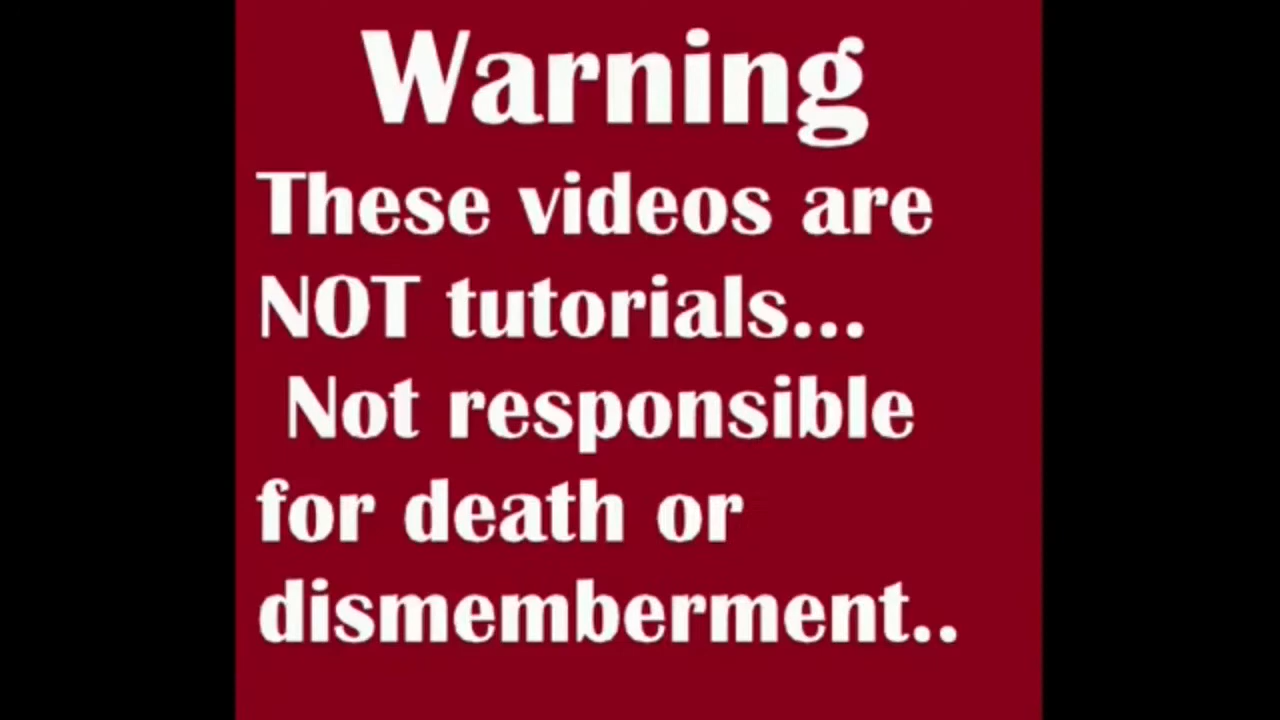 Warning
These videos are
NOT tutorials...
Not responsible
for death or
dismemberment..